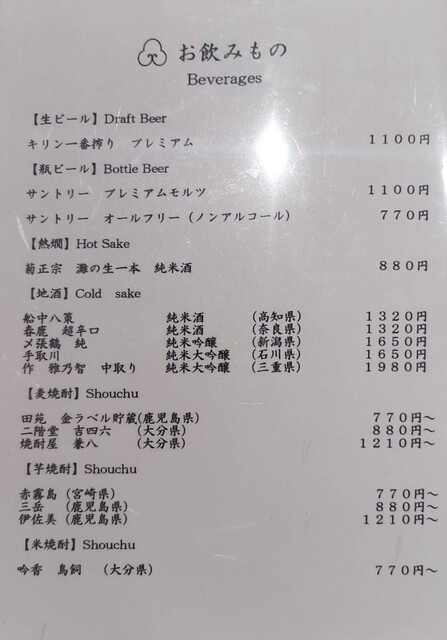 お飲みもの
Beverages
【生ビール】Draft Beer
キリン一番搾り プレミアム 1100円
【瓶ビール】Bottle Beer
サントリー プレミアムモルツ 1100円
サントリー オールフリー（ノンアルコール） 770円
【熱燗】Hot Sake
菊正宗 灘の生一本 純米酒 880円
【地酒】Cold sake
船中八策 純米酒 (高知県) 1320円
春鹿 超辛口 純米酒 (奈良県) 1320円
〆張鶴 純 純米吟醸 (新潟県) 1650円
手取川 純米大吟醸 (石川県) 1650円
作 雅乃智 中取り 純米大吟醸 (三重県) 1980円
【麦焼酎】Shouchu
田苑 金ラベル貯蔵(鹿児島県) 770円～
二階堂 吉四六 (大分県) 880円～
焼酎屋 兼八 (大分県) 1210円～
【芋焼酎】Shouchu
赤霧島 (宮崎県) 770円～
三岳 (鹿児島県) 880円～
伊佐美 (鹿児島県) 1210円～
【米焼酎】Shouchu
吟香 鳥飼 (大分県) 770円～